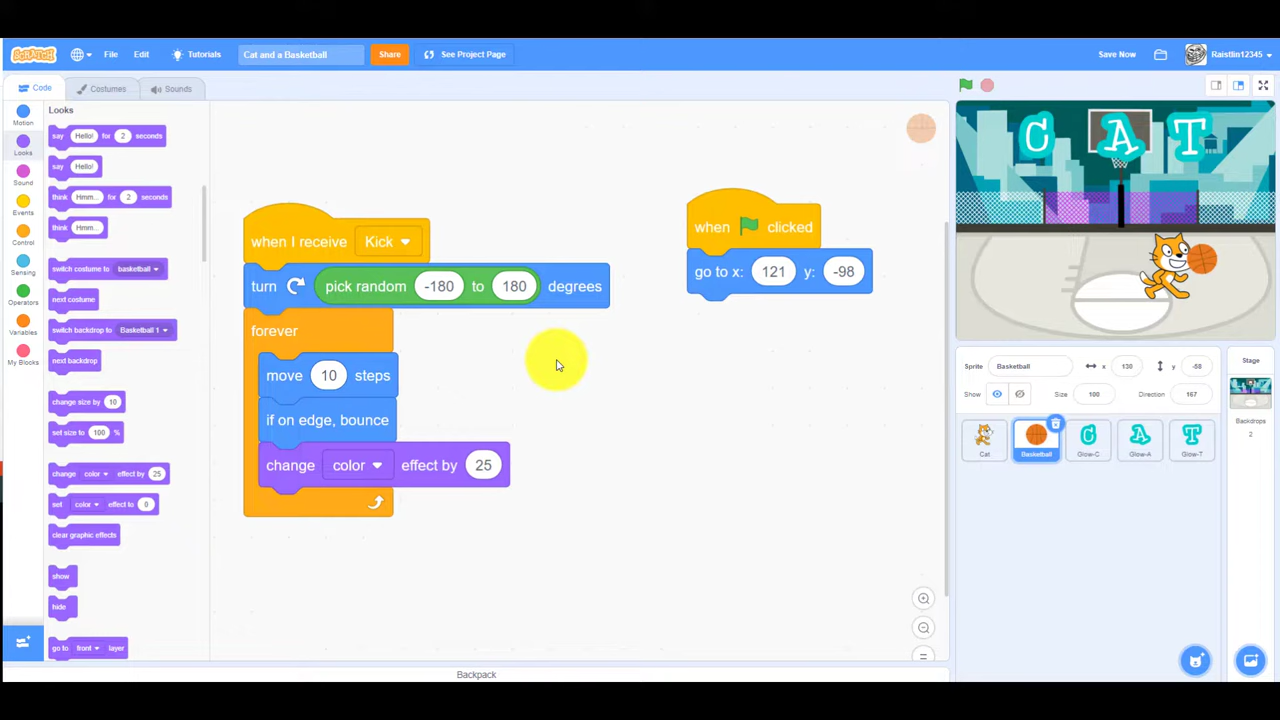 SCRATCH File Edit Tutorials Cat and a Basketball Share See Project Page Save Now Raistlin12345
Code Costumes Sounds
Motion
Looks
Sound
Events
Control
Sensing
Operators
Variables
My Blocks
Looks
say Hello! for 2 seconds
say Hello!
think Hmm... for 2 seconds
think Hmm...
switch costume to basketball
next costume
switch backdrop to Backdrop 1
next backdrop
change size by 10
set size to 100 %
change color effect by 25
set color effect to 0
clear graphic effects
show
hide
go to front layer
when I receive Kick
turn pick random -180 to 180 degrees
forever
move 10 steps
if on edge, bounce
change color effect by 25
when clicked
go to x: 121 y: -98
C A T
Sprite Basketball x 130 y -58
Show Size 100 Direction 167
Cat Basketball Glow-C Glow-A Glow-T
Stage
Backdrops
2
Backpack